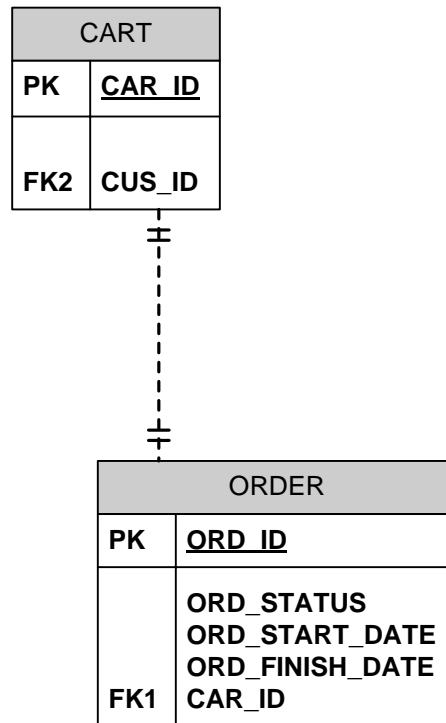 CART
PK CAR_ID
FK2 CUS_ID
ORDER
PK ORD_ID
ORD_STATUS
ORD_START_DATE
ORD_FINISH_DATE
FK1 CAR_ID